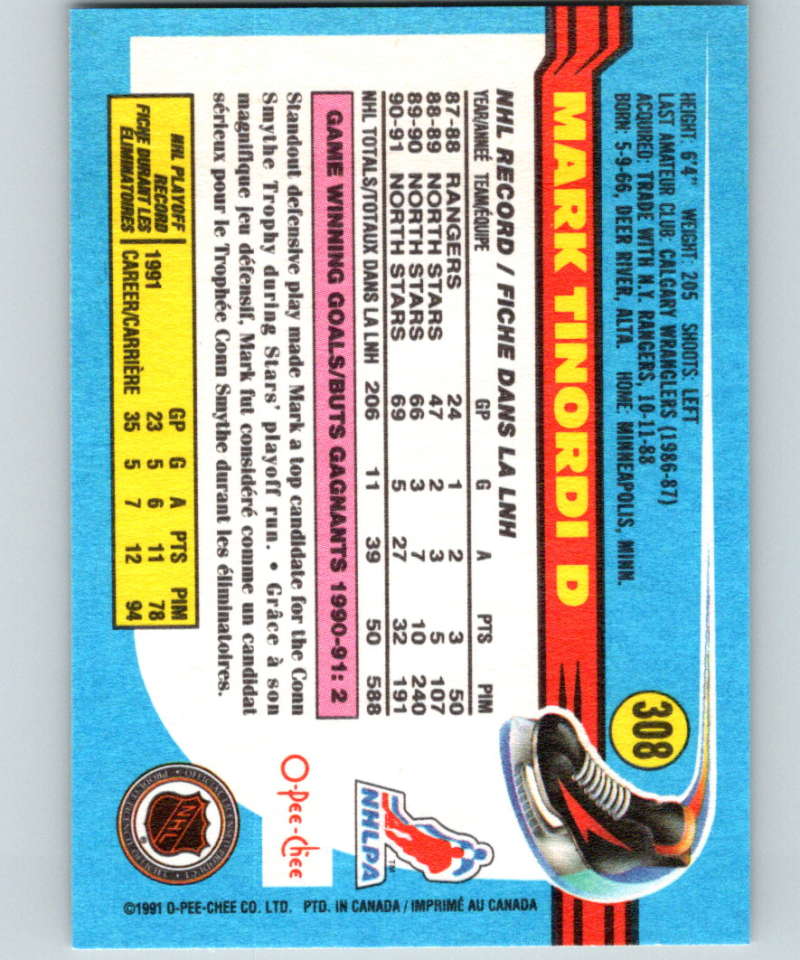 308
MARK TINORDI D
HEIGHT: 6'4" WEIGHT: 205 SHOOTS: LEFT
LAST AMATEUR CLUB: CALGARY WRANGLERS (1986-87)
ACQUIRED: TRADE WITH N.Y. RANGERS, 10-11-88
BORN: 5-9-66, DEER RIVER, ALTA. HOME: MINNEAPOLIS, MINN.
NHL RECORD / FICHE DANS LA LNH
YEAR/ANNÉE TEAM/ÉQUIPE GP G A PTS PIM
87-88 RANGERS 24 1 2 3 50
88-89 NORTH STARS 47 2 3 5 107
89-90 NORTH STARS 66 3 7 10 240
90-91 NORTH STARS 69 5 27 32 191
NHL TOTALS/TOTAUX DANS LA LNH 206 11 39 50 588
GAME WINNING GOALS/BUTS GAGNANTS 1990-91: 2
Standout defensive play made Mark a top candidate for the Conn
Smythe Trophy during Stars' playoff run. • Grâce à son
magnifique jeu défensif, Mark fut considéré comme un candidat
sérieux pour le Trophée Conn Smythe durant les éliminatoires.
NHL PLAYOFF
RECORD
FICHE DURANT LES
ÉLIMINATOIRES
GP G A PTS PIM
1991 23 5 6 11 78
CAREER/CARRIÈRE 35 5 7 12 94
NHLPA
TM
O-Pee-Chee
NHL
©1991 O-PEE-CHEE CO. LTD. PTD. IN CANADA / IMPRIMÉ AU CANADA